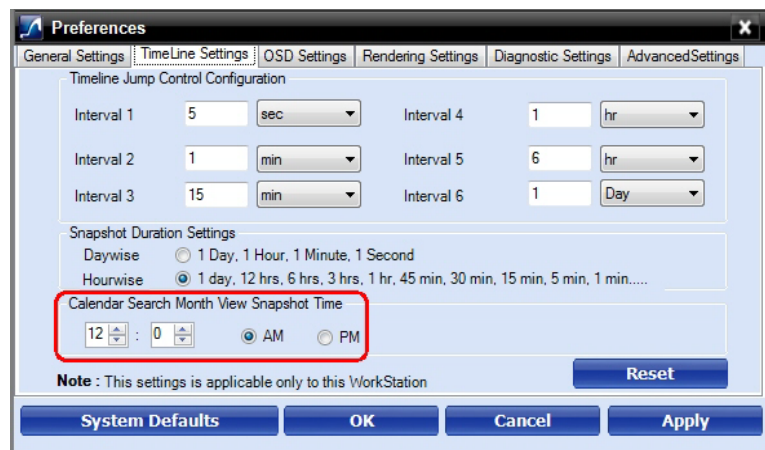 Preferences
General Settings TimeLine Settings OSD Settings Rendering Settings Diagnostic Settings AdvancedSettings
Timeline Jump Control Configuration
Interval 1 5 sec Interval 4 1 hr
Interval 2 1 min Interval 5 6 hr
Interval 3 15 min Interval 6 1 Day
Snapshot Duration Settings
Daywise 1 Day, 1 Hour, 1 Minute, 1 Second
Hourwise 1 day, 12 hrs, 6 hrs, 3 hrs, 1 hr, 45 min, 30 min, 15 min, 5 min, 1 min.....
Calendar Search Month View Snapshot Time
12 : 0 AM PM
Note : This settings is applicable only to this WorkStation Reset
System Defaults OK Cancel Apply